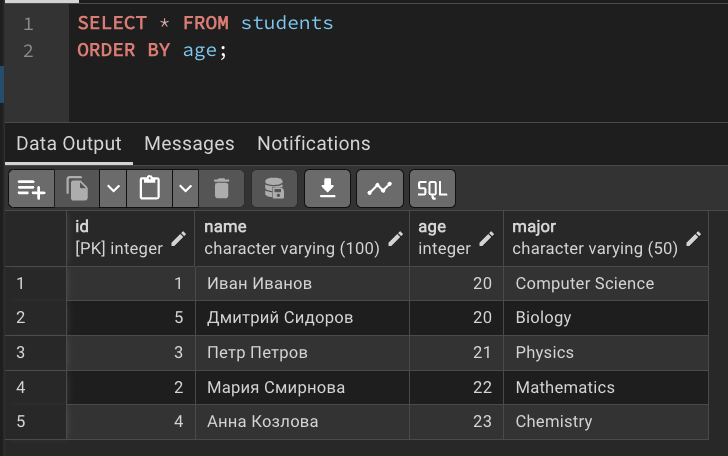 1 SELECT * FROM students
2 ORDER BY age;
Data Output Messages Notifications
SQL
id name age major
[PK] integer character varying (100) integer character varying (50)
1 1 Иван Иванов 20 Computer Science
2 5 Дмитрий Сидоров 20 Biology
3 3 Петр Петров 21 Physics
4 2 Мария Смирнова 22 Mathematics
5 4 Анна Козлова 23 Chemistry